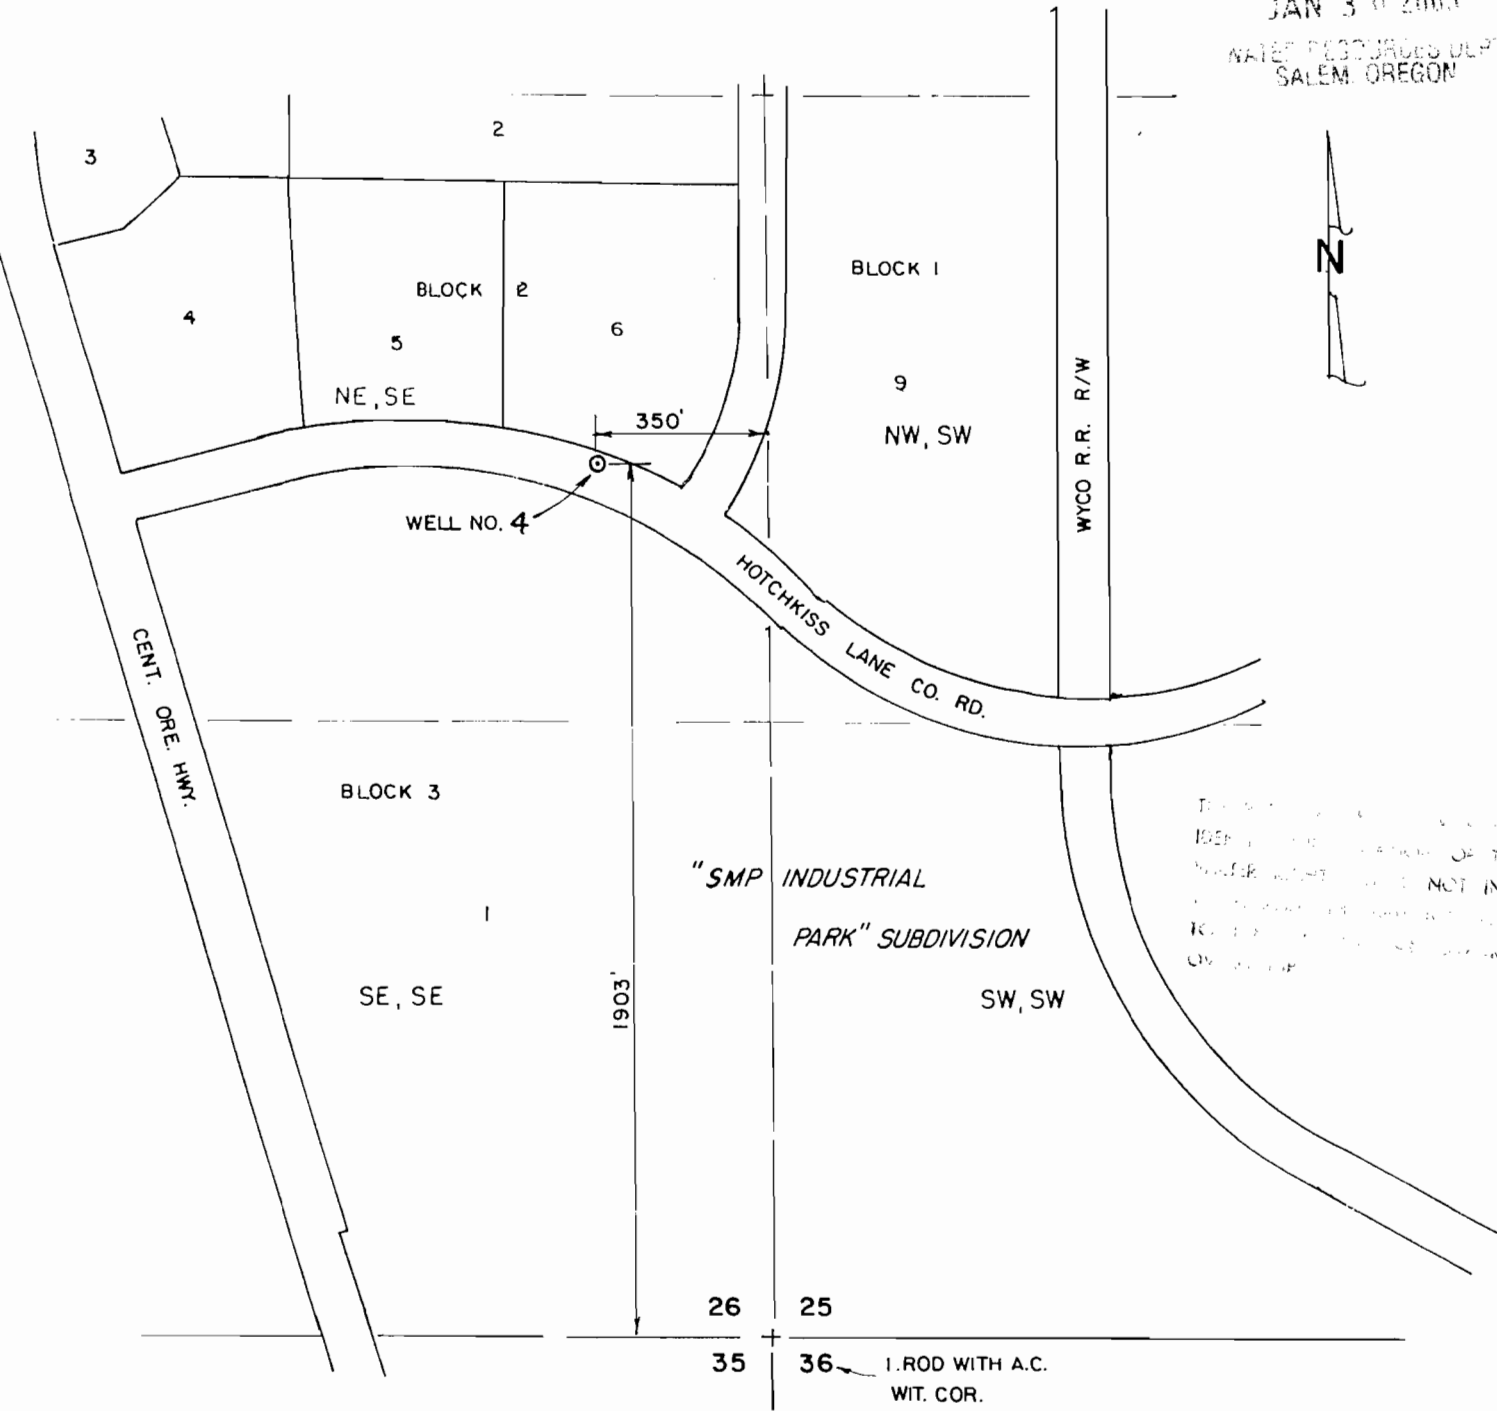 SALEM. OREGON
2
3
BLOCK 1
N
BLOCK 2
4
6
5
9
NE, SE
350'
NW, SW
WYCO R.R. R/W
WELL NO. 4
HOTCHKISS LANE CO. RD.
CENT. ORE. HWY.
BLOCK 3
"SMP INDUSTRIAL
PARK" SUBDIVISION
1
SE, SE
SW, SW
1903'
NOT
26 25
35 36 I.ROD WITH A.C.
WIT. COR.